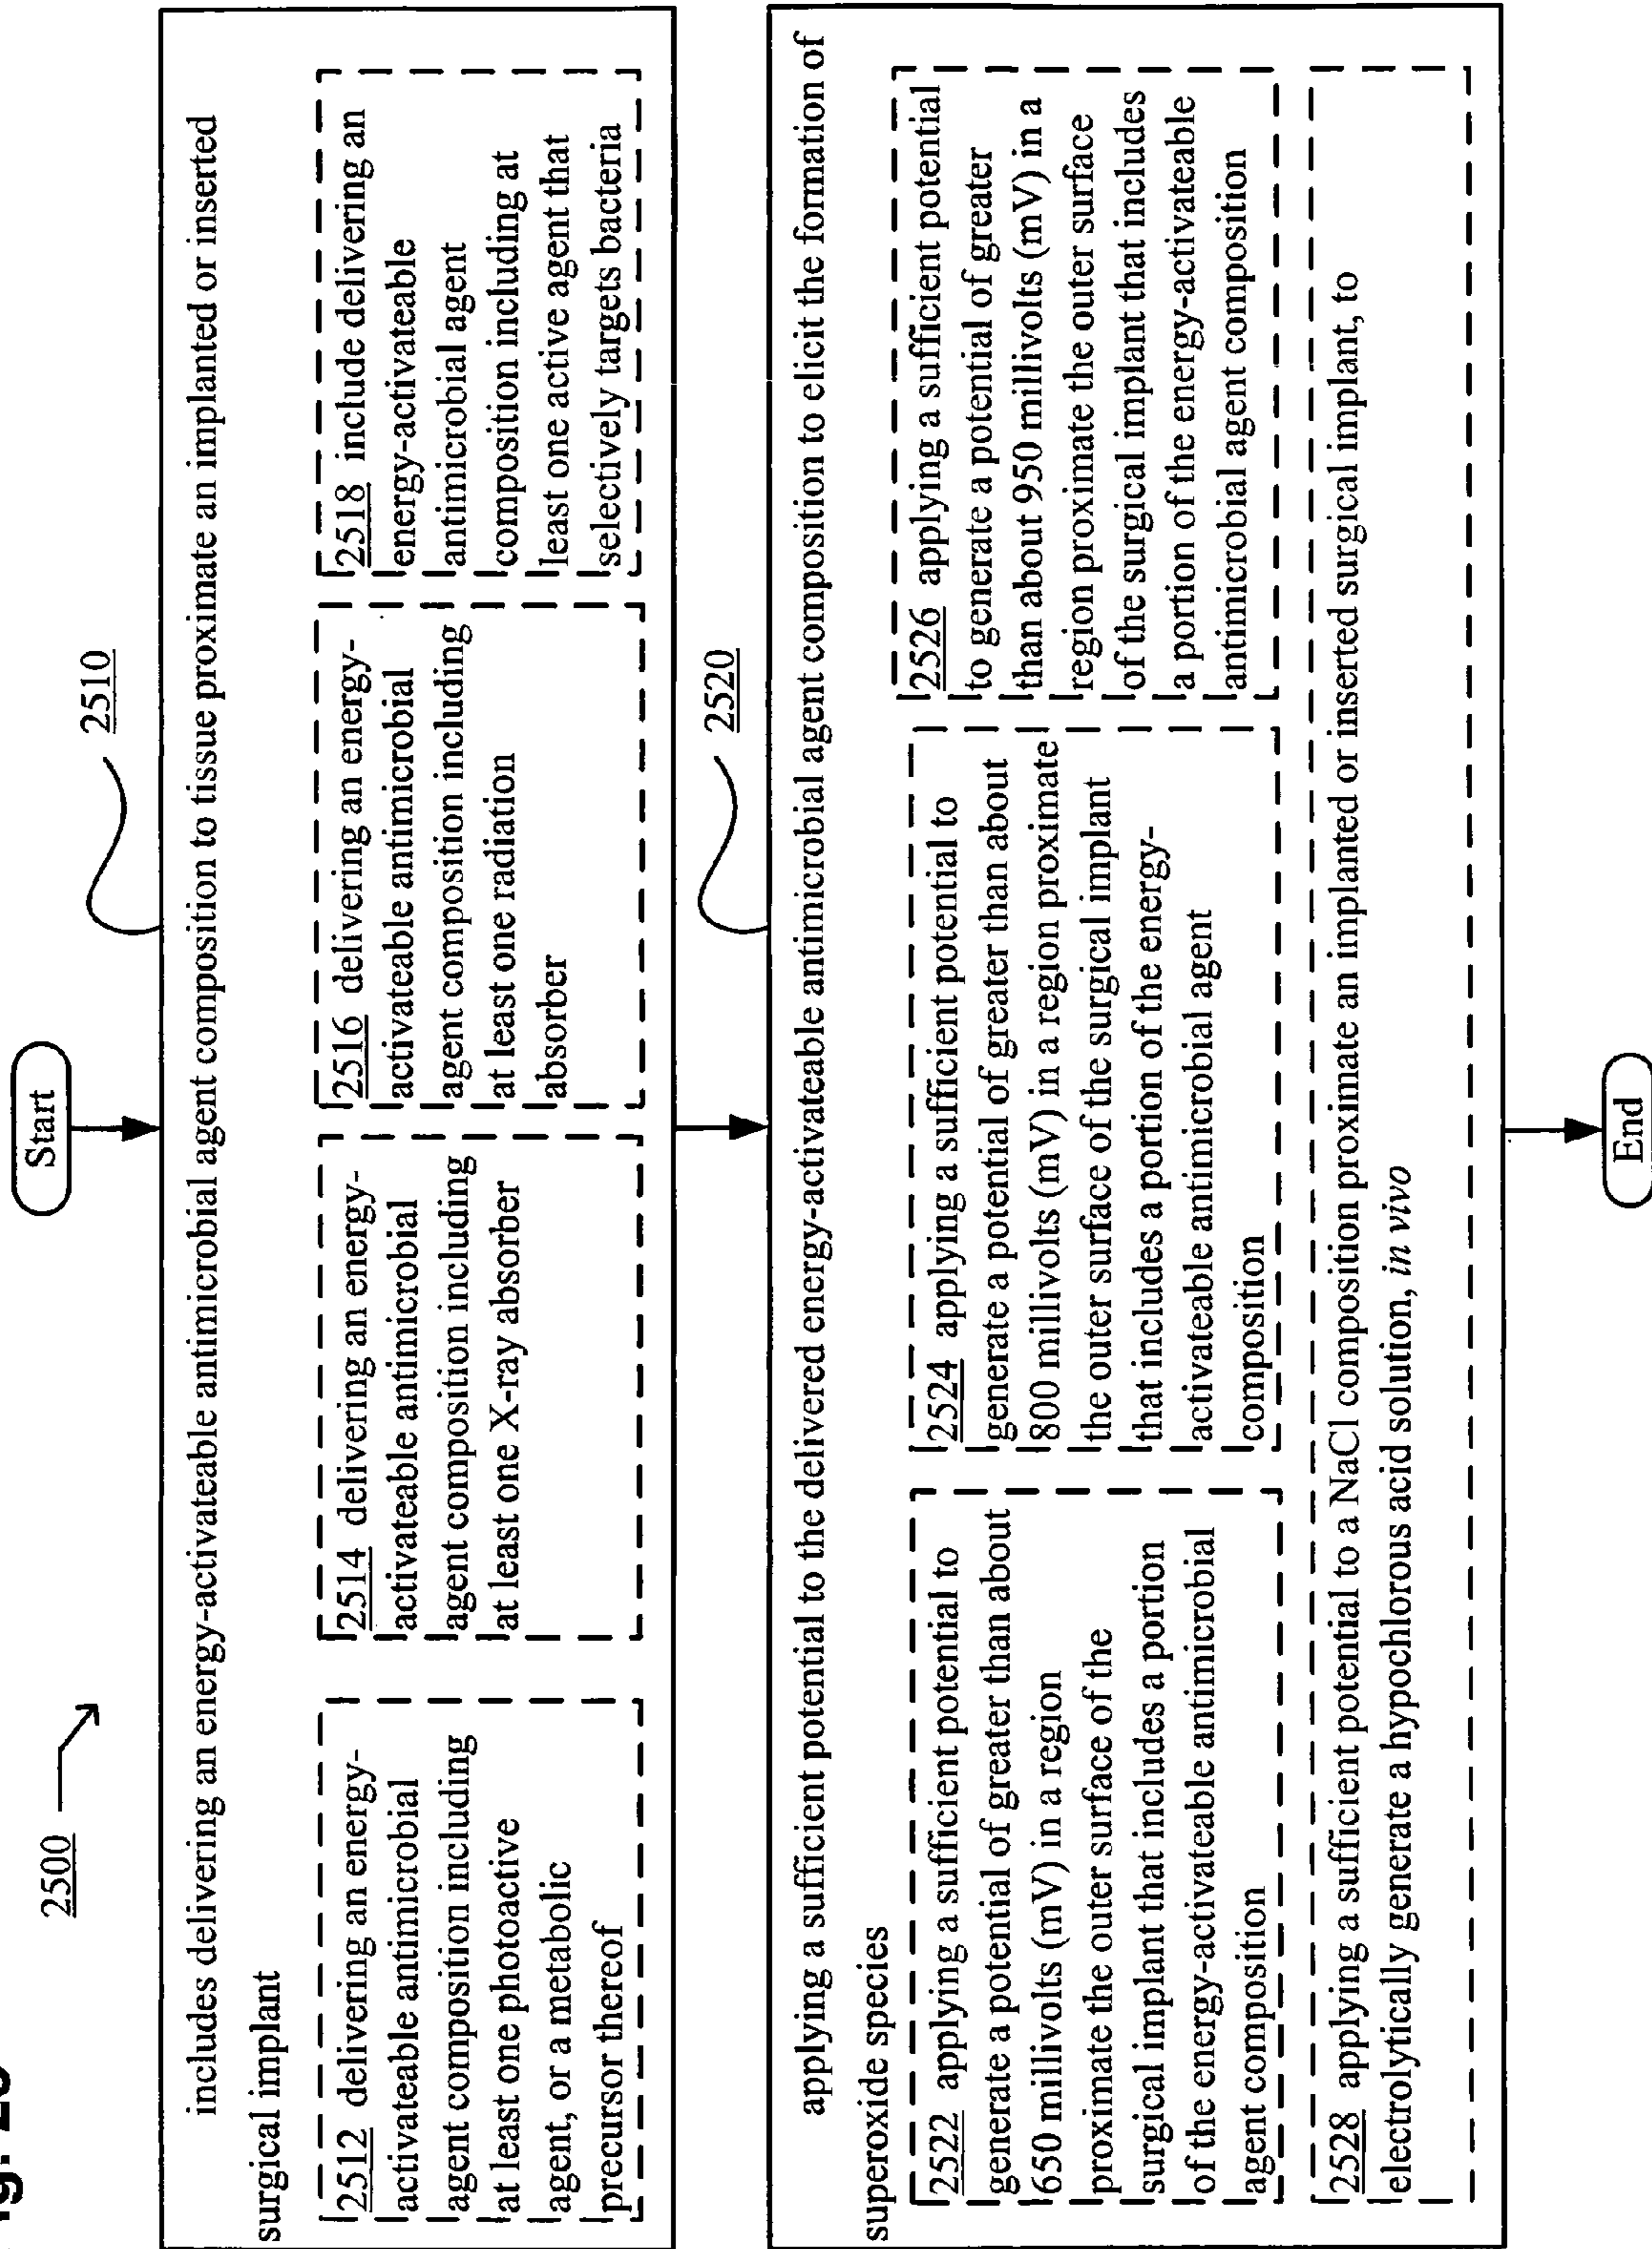 2500
Start
2510
includes delivering an energy-activateable antimicrobial agent composition to tissue proximate an implanted or inserted
surgical implant
2512 delivering an energy-
activateable antimicrobial
agent composition including
at least one photoactive
agent, or a metabolic
precursor thereof
2514 delivering an energy-
activateable antimicrobial
agent composition including
at least one X-ray absorber
2516 delivering an energy-
activateable antimicrobial
agent composition including
at least one radiation
absorber
2518 include delivering an
energy-activateable
antimicrobial agent
composition including at
least one active agent that
selectively targets bacteria
2520
applying a sufficient potential to the delivered energy-activateable antimicrobial agent composition to elicit the formation of
superoxide species
2522 applying a sufficient potential to
generate a potential of greater than about
650 millivolts (mV) in a region
proximate the outer surface of the
surgical implant that includes a portion
of the energy-activateable antimicrobial
agent composition
2524 applying a sufficient potential to
generate a potential of greater than about
800 millivolts (mV) in a region proximate
the outer surface of the surgical implant
that includes a portion of the energy-
activateable antimicrobial agent
composition
2526 applying a sufficient potential
to generate a potential of greater
than about 950 millivolts (mV) in a
region proximate the outer surface
of the surgical implant that includes
a portion of the energy-activateable
antimicrobial agent composition
2528 applying a sufficient potential to a NaCl composition proximate an implanted or inserted surgical implant, to
electrolytically generate a hypochlorous acid solution, in vivo
End